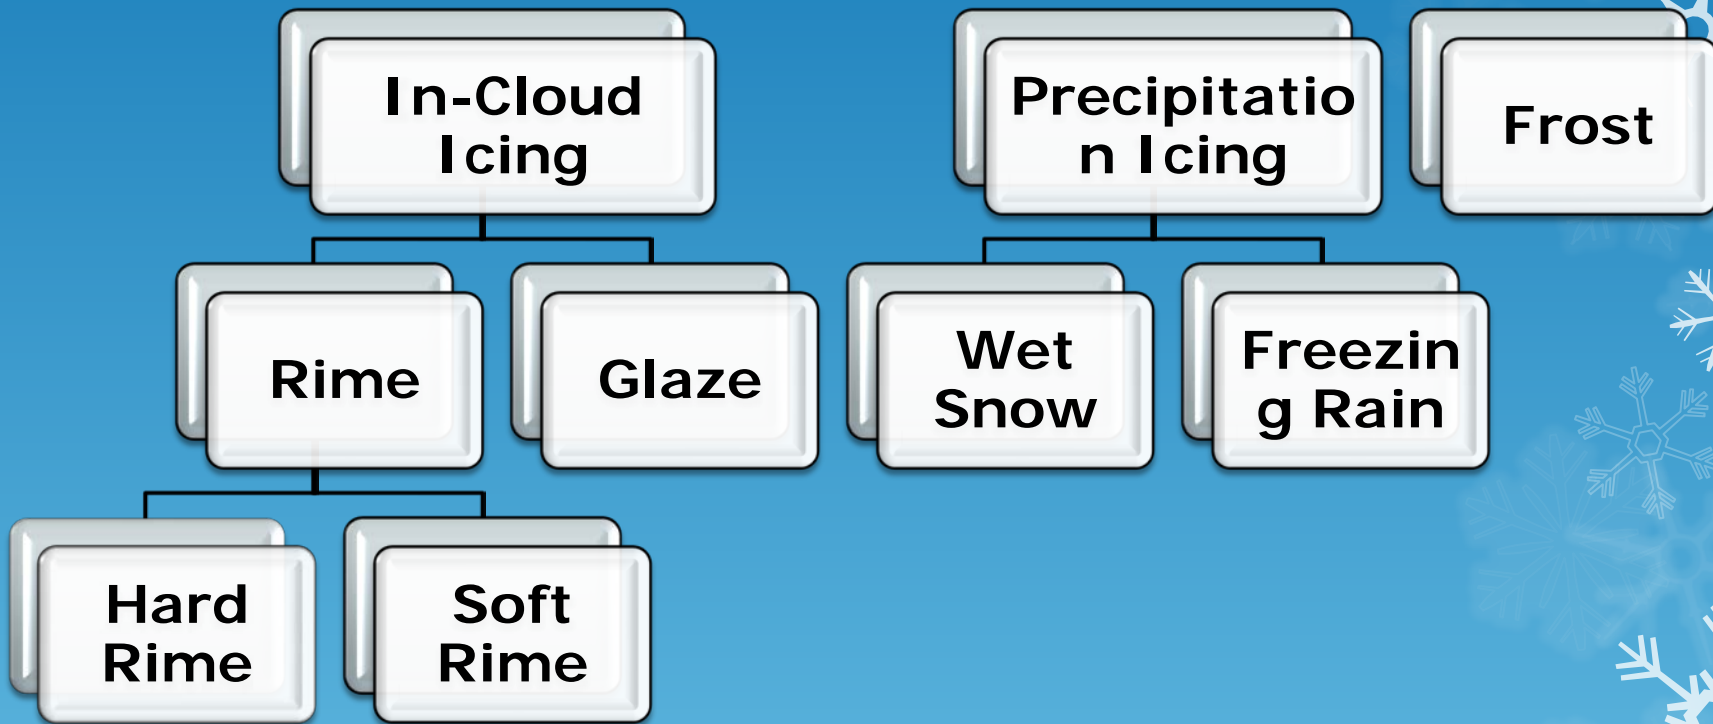 In-Cloud
Icing
Precipitatio
n Icing
Frost
Rime
Glaze
Wet
Snow
Freezin
g Rain
Hard
Rime
Soft
Rime